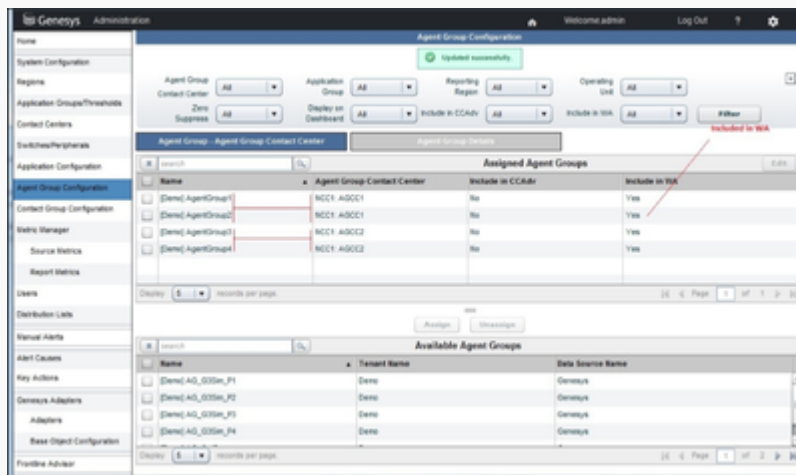 Genesys Administration Welcome admin Log Out ?
Home
System Configuration
Regions
Application Groups/Thresholds
Contact Centers
Switches/Peripherals
Application Configuration
Agent Group Configuration
Contact Group Configuration
Metric Manager
Source Metrics
Report Metrics
Users
Distribution Lists
Manual Alerts
Alert Causes
Key Actions
Genesys Adapters
Adapters
Base Object Configuration
Frontline Advisor
Agent Group Configuration
Updated successfully.
Agent Group Contact Center All
Application Group All
Reporting Region All
Operating Unit All
Zero Suppress All
Display on Dashboard All
Include in CCAdv All
Include in WA All
Filter
Included in WA
Agent Group - Agent Group Contact Center
Agent Group Details
search
Assigned Agent Groups
Edit
Name Agent Group Contact Center Include in CCAdv Include in WA
[Demo] AgentGroup1 NCC1: AGCC1 No Yes
[Demo] AgentGroup2 NCC1: AGCC1 No Yes
[Demo] AgentGroup3 NCC1: AGCC2 No Yes
[Demo] AgentGroup4 NCC1: AGCC2 No Yes
Display 5 records per page. Page 1 of 1
Assign Unassign
search
Available Agent Groups
Name Tenant Name Data Source Name
[Demo] AG_G3Sim_P1 Demo Genesys
[Demo] AG_G3Sim_P2 Demo Genesys
[Demo] AG_G3Sim_P3 Demo Genesys
[Demo] AG_G3Sim_P4 Demo Genesys
Display 5 records per page. Page 1 of 2